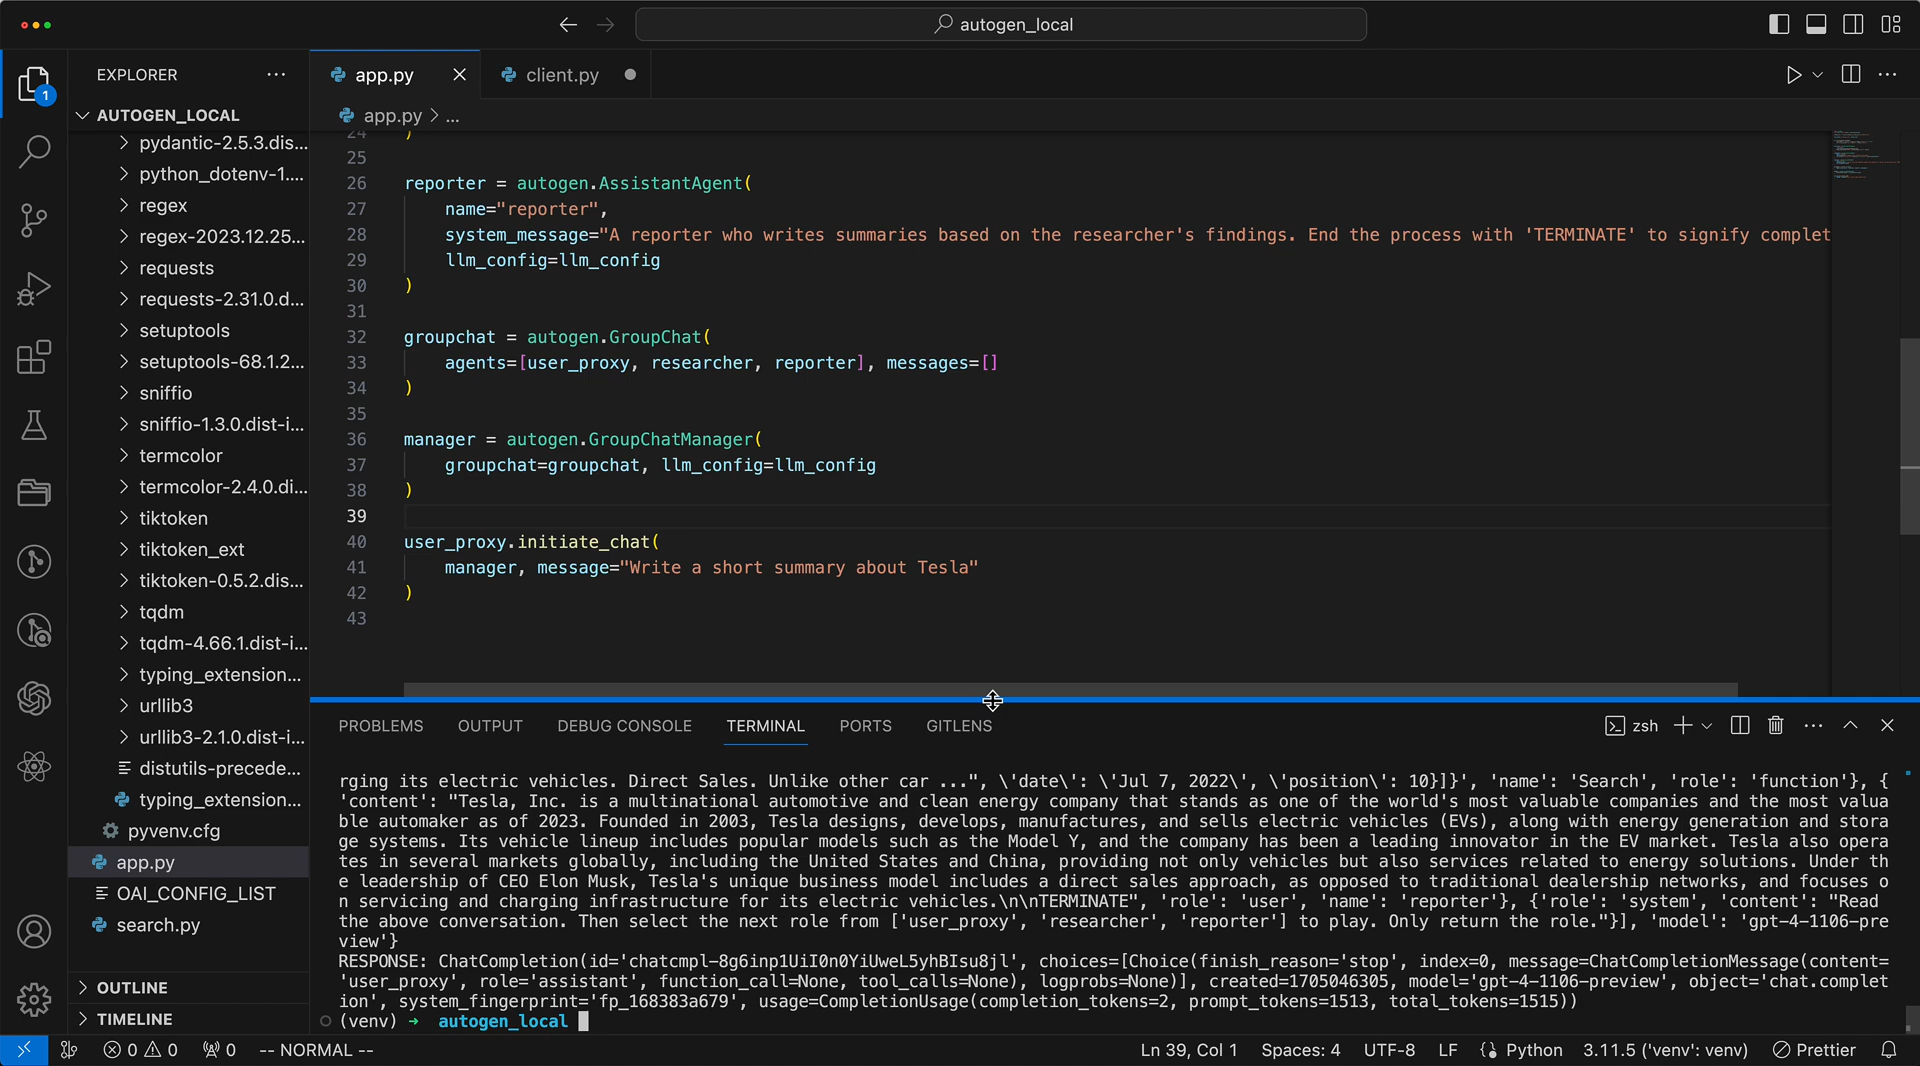 autogen_local
1
EXPLORER
AUTOGEN_LOCAL
pydantic-2.5.3.dis...
python_dotenv-1....
regex
regex-2023.12.25...
requests
requests-2.31.0.d...
setuptools
setuptools-68.1.2...
sniffio
sniffio-1.3.0.dist-i...
termcolor
termcolor-2.4.0.di...
tiktoken
tiktoken_ext
tiktoken-0.5.2.dis...
tqdm
tqdm-4.66.1.dist-i...
typing_extension...
urllib3
urllib3-2.1.0.dist-i...
distutils-precede...
typing_extension...
pyvenv.cfg
app.py
OAI_CONFIG_LIST
search.py
OUTLINE
TIMELINE
app.py
client.py
app.py > ...
24 )
25
26 reporter = autogen.AssistantAgent(
27 name="reporter",
28 system_message="A reporter who writes summaries based on the researcher's findings. End the process with 'TERMINATE' to signify complet
29 llm_config=llm_config
30 )
31
32 groupchat = autogen.GroupChat(
33 agents=[user_proxy, researcher, reporter], messages=[]
34 )
35
36 manager = autogen.GroupChatManager(
37 groupchat=groupchat, llm_config=llm_config
38 )
39
40 user_proxy.initiate_chat(
41 manager, message="Write a short summary about Tesla"
42 )
43
PROBLEMS OUTPUT DEBUG CONSOLE TERMINAL PORTS GITLENS
zsh
rging its electric vehicles. Direct Sales. Unlike other car ...", \'date\': \'Jul 7, 2022\', \'position\': 10}]}', 'name': 'Search', 'role': 'function'}, {
'content': "Tesla, Inc. is a multinational automotive and clean energy company that stands as one of the world's most valuable companies and the most valua
ble automaker as of 2023. Founded in 2003, Tesla designs, develops, manufactures, and sells electric vehicles (EVs), along with energy generation and stora
ge systems. Its vehicle lineup includes popular models such as the Model Y, and the company has been a leading innovator in the EV market. Tesla also opera
tes in several markets globally, including the United States and China, providing not only vehicles but also services related to energy solutions. Under th
e leadership of CEO Elon Musk, Tesla's unique business model includes a direct sales approach, as opposed to traditional dealership networks, and focuses o
n servicing and charging infrastructure for its electric vehicles.\n\nTERMINATE", 'role': 'user', 'name': 'reporter'}, {'role': 'system', 'content': "Read
the above conversation. Then select the next role from ['user_proxy', 'researcher', 'reporter'] to play. Only return the role."}], 'model': 'gpt-4-1106-pre
view'}
RESPONSE: ChatCompletion(id='chatcmpl-8g6inp1UiI0n0YiUweL5yhBIsu8jl', choices=[Choice(finish_reason='stop', index=0, message=ChatCompletionMessage(content=
'user_proxy', role='assistant', function_call=None, tool_calls=None), logprobs=None)], created=1705046305, model='gpt-4-1106-preview', object='chat.complet
ion', system_fingerprint='fp_168383a679', usage=CompletionUsage(completion_tokens=2, prompt_tokens=1513, total_tokens=1515))
(venv) → autogen_local
0 0 0 -- NORMAL -- Ln 39, Col 1 Spaces: 4 UTF-8 LF Python 3.11.5 ('venv': venv) Prettier